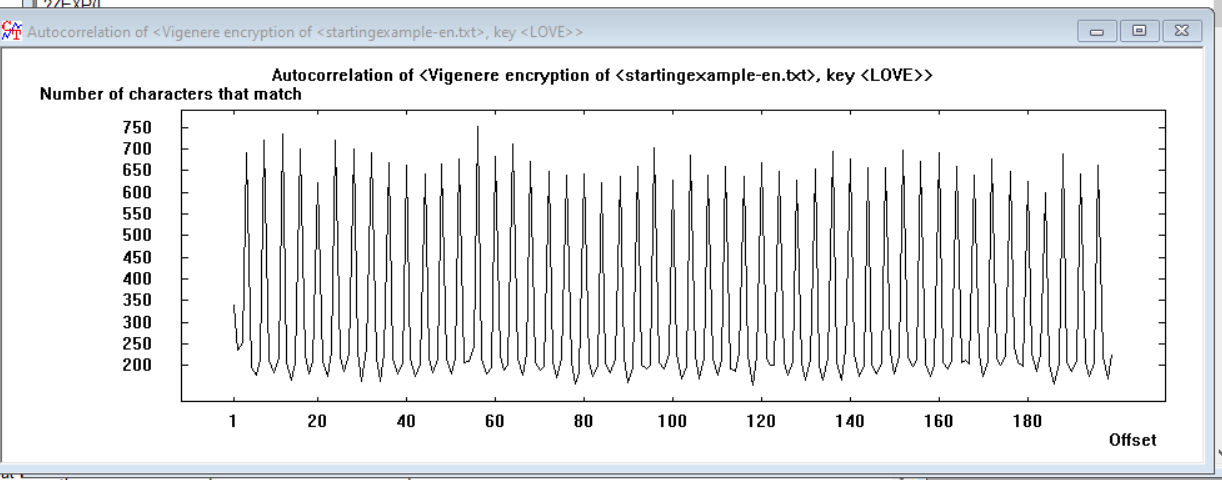 Autocorrelation of <Vigenere encryption of <startingexample-en.txt>, key <LOVE>>
Autocorrelation of <Vigenere encryption of <startingexample-en.txt>, key <LOVE>>
Number of characters that match
750
700
650
600
550
500
450
400
350
300
250
200
1 20 40 60 80 100 120 140 160 180
Offset